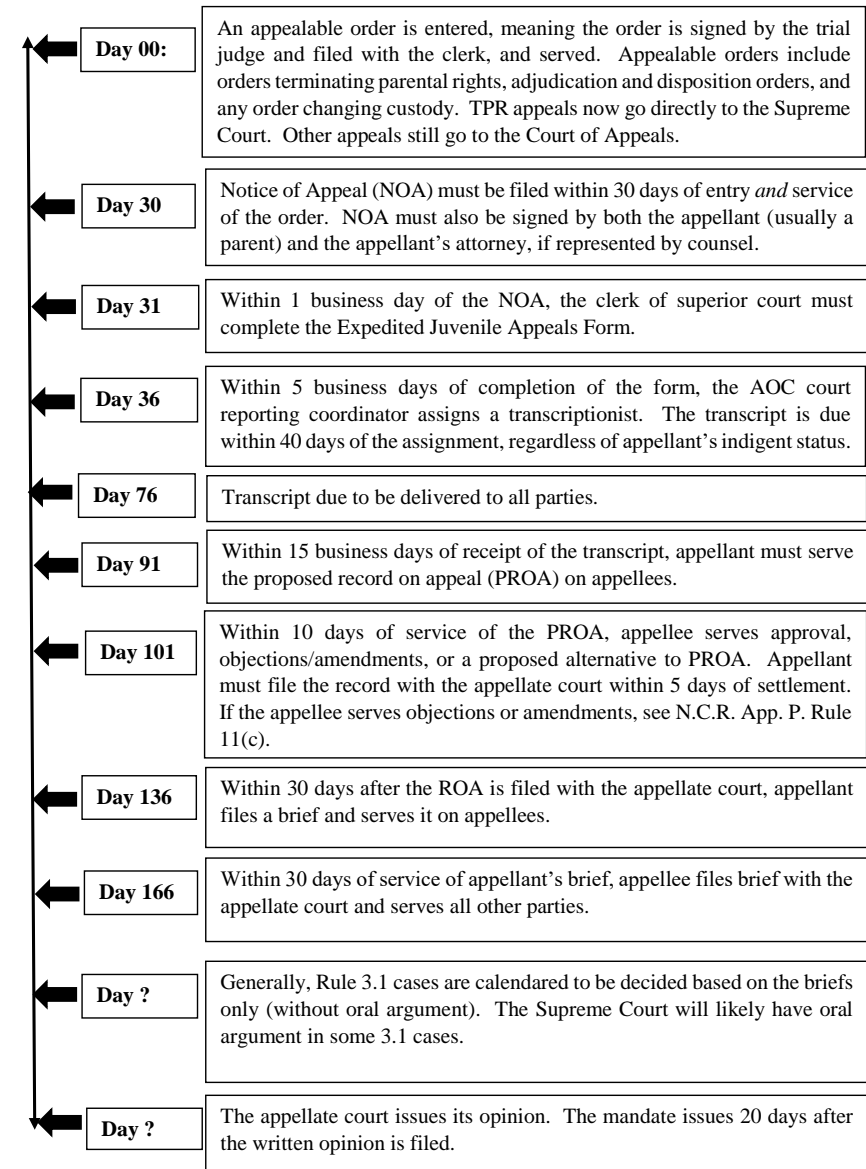 Day 00:
An appealable order is entered, meaning the order is signed by the trial
judge and filed with the clerk, and served. Appealable orders include
orders terminating parental rights, adjudication and disposition orders, and
any order changing custody. TPR appeals now go directly to the Supreme
Court. Other appeals still go to the Court of Appeals.
Day 30
Notice of Appeal (NOA) must be filed within 30 days of entry and service
of the order. NOA must also be signed by both the appellant (usually a
parent) and the appellant’s attorney, if represented by counsel.
Day 31
Within 1 business day of the NOA, the clerk of superior court must
complete the Expedited Juvenile Appeals Form.
Day 36
Within 5 business days of completion of the form, the AOC court
reporting coordinator assigns a transcriptionist. The transcript is due
within 40 days of the assignment, regardless of appellant’s indigent status.
Day 76
Transcript due to be delivered to all parties.
Day 91
Within 15 business days of receipt of the transcript, appellant must serve
the proposed record on appeal (PROA) on appellees.
Day 101
Within 10 days of service of the PROA, appellee serves approval,
objections/amendments, or a proposed alternative to PROA. Appellant
must file the record with the appellate court within 5 days of settlement.
If the appellee serves objections or amendments, see N.C.R. App. P. Rule
11(c).
Day 136
Within 30 days after the ROA is filed with the appellate court, appellant
files a brief and serves it on appellees.
Day 166
Within 30 days of service of appellant’s brief, appellee files brief with the
appellate court and serves all other parties.
Day ?
Generally, Rule 3.1 cases are calendared to be decided based on the briefs
only (without oral argument). The Supreme Court will likely have oral
argument in some 3.1 cases.
Day ?
The appellate court issues its opinion. The mandate issues 20 days after
the written opinion is filed.